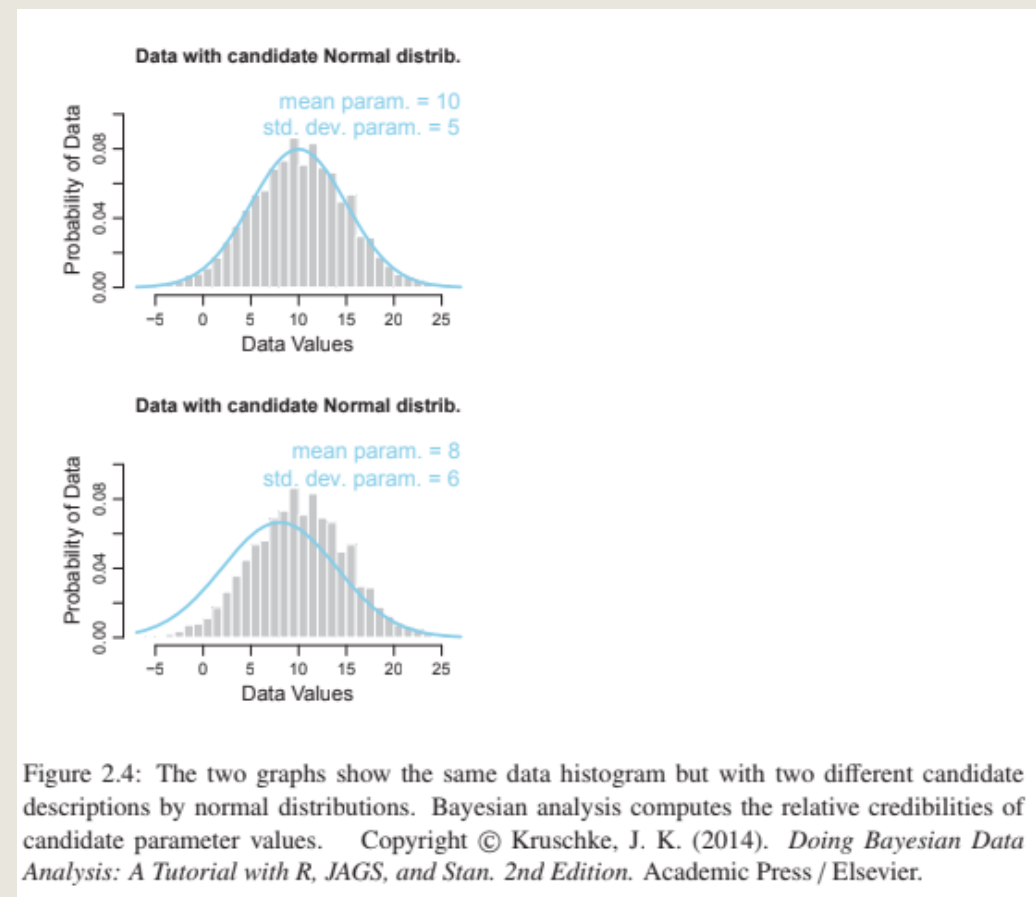 Data with candidate Normal distrib.
mean param. = 10
std. dev. param. = 5
Probability of Data
0.00 0.04 0.08
−5 0 5 10 15 20 25
Data Values
Data with candidate Normal distrib.
mean param. = 8
std. dev. param. = 6
Probability of Data
0.00 0.04 0.08
−5 0 5 10 15 20 25
Data Values
Figure 2.4: The two graphs show the same data histogram but with two different candidate
descriptions by normal distributions. Bayesian analysis computes the relative credibilities of
candidate parameter values. Copyright © Kruschke, J. K. (2014). Doing Bayesian Data
Analysis: A Tutorial with R, JAGS, and Stan. 2nd Edition. Academic Press / Elsevier.